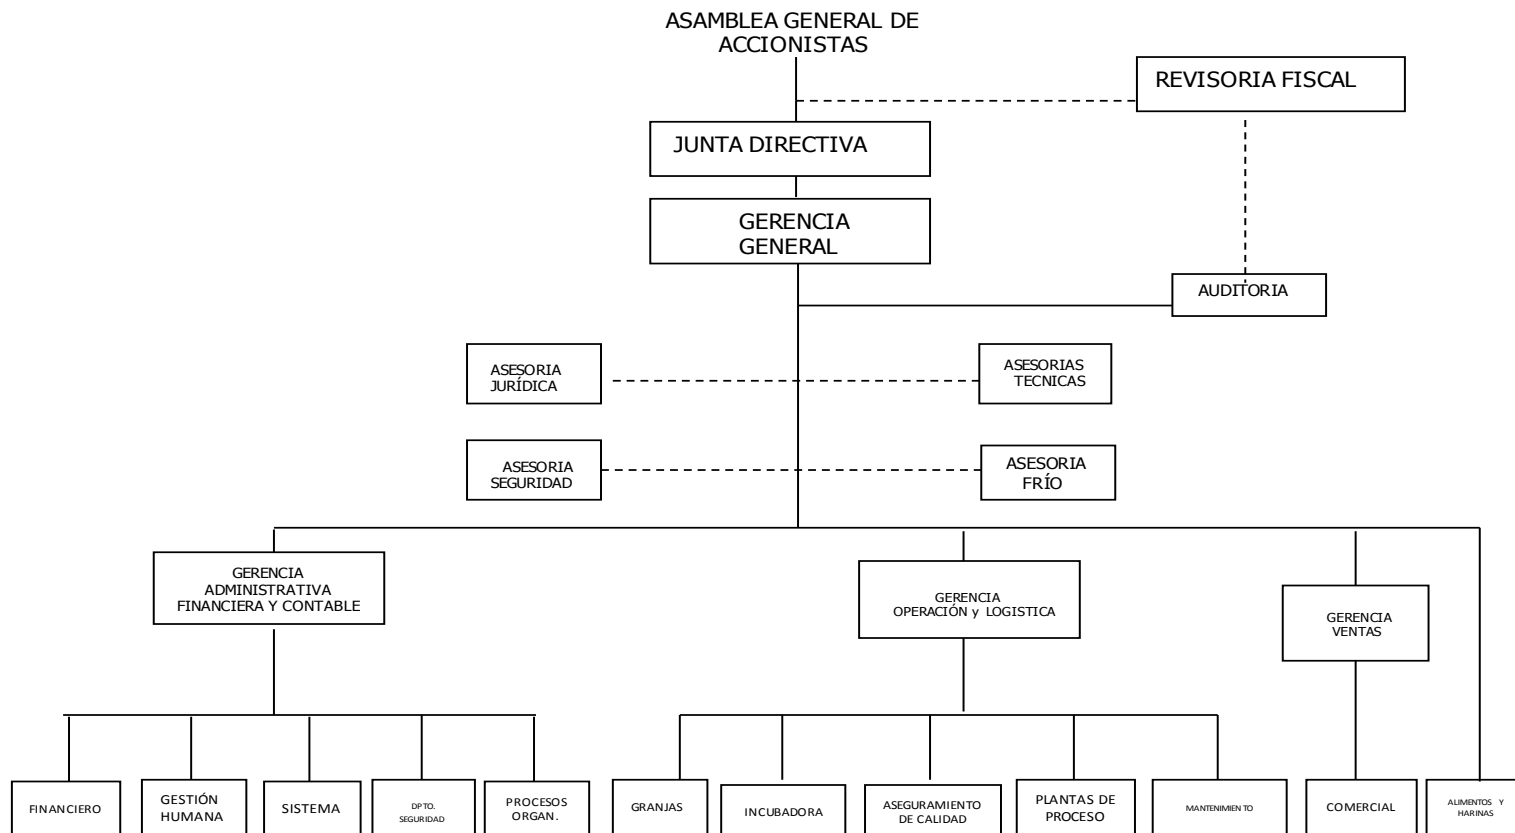 ASAMBLEA GENERAL DE
ACCIONISTAS
REVISORIA FISCAL
JUNTA DIRECTIVA
GERENCIA
GENERAL
AUDITORIA
ASESORIA
JURÍDICA
ASESORIAS
TECNICAS
ASESORIA
SEGURIDAD
ASESORIA
FRÍO
GERENCIA
ADMINISTRATIVA
FINANCIERA Y CONTABLE
GERENCIA
OPERACIÓN y LOGISTICA
GERENCIA
VENTAS
FINANCIERO
GESTIÓN
HUMANA
SISTEMA
DPTO.
SEGURIDAD
PROCESOS
ORGAN.
GRANJAS
INCUBADORA
ASEGURAMIENTO
DE CALIDAD
PLANTAS DE
PROCESO
MANTENIMIENTO
COMERCIAL
ALIMENTOS Y
HARINAS